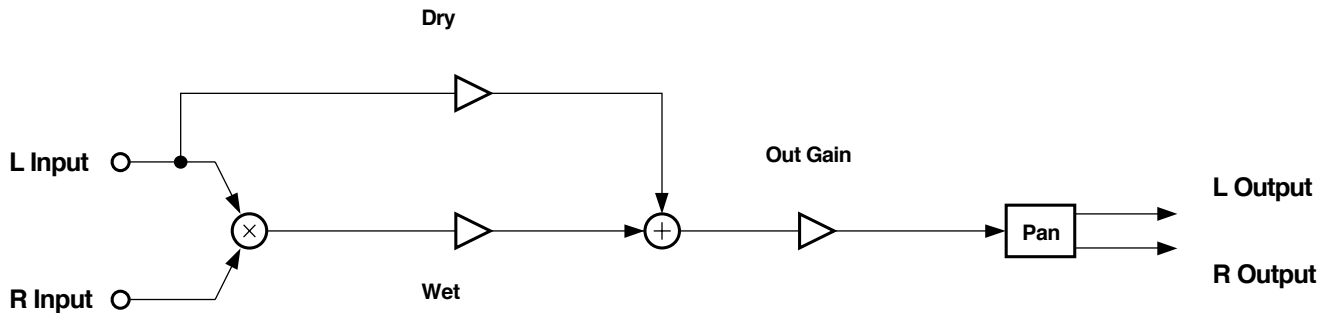 Dry
L Input
Out Gain
L Output
Pan
R Output
R Input
Wet